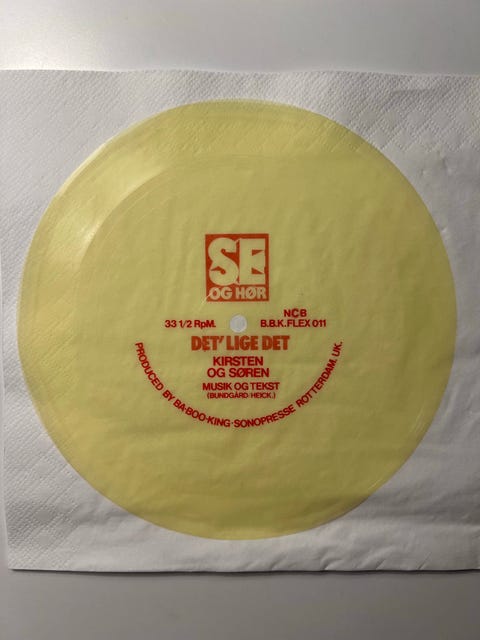 SE
OG HØR
33 1/2 RpM.
NCB
B.B.K.FLEX 011
DET' LIGE DET
KIRSTEN
OG SØREN
MUSIK OG TEKST
(BUNDGÅRD-HEICK.)
PRODUCED BY BA-BOO-KING-SONOPRESSE ROTTERDAM. UK.